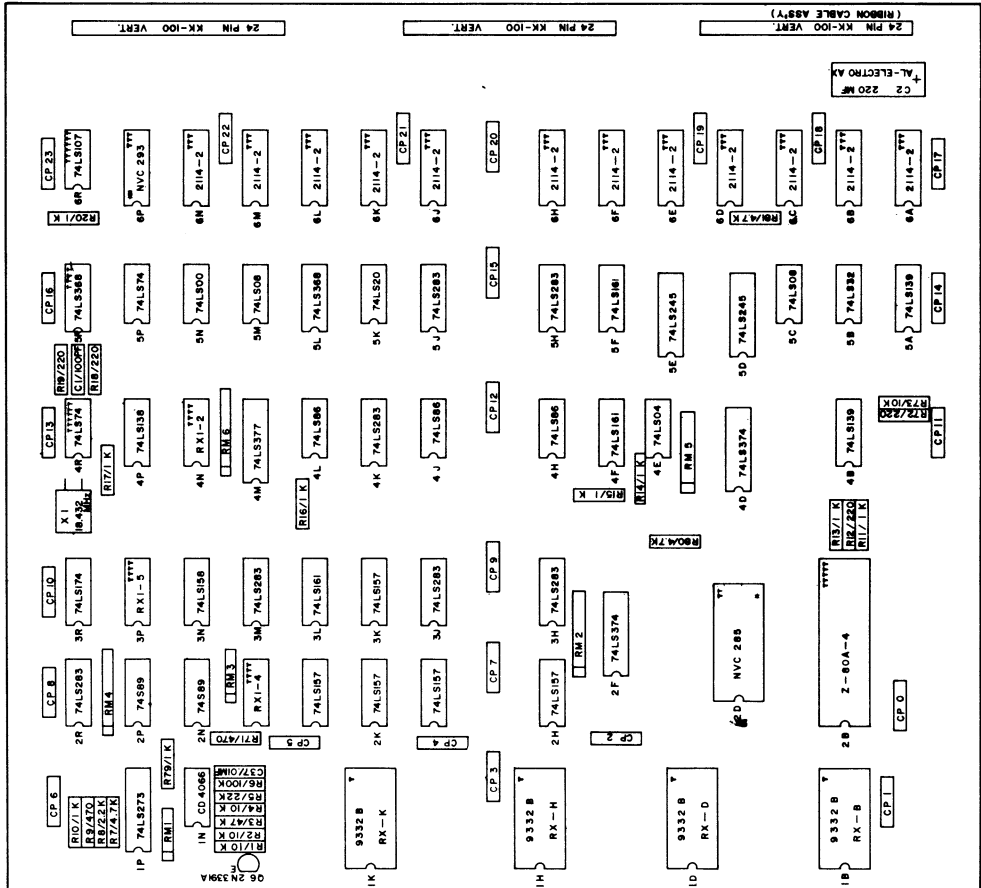 (RIBBON CABLE ASS'Y)
24 PIN KK-100 VERT.
24 PIN KK-100 VERT.
24 PIN KK-100 VERT.
C2 220 MF
+AL-ELECTRO AX
CP 23
74LS107
6R
R20/1 K
NVC 293
6P
2114-2
6N
CP 22
2114-2
6M
2114-2
6L
2114-2
6K
CP 21
2114-2
6J
CP 20
2114-2
6H
2114-2
6F
2114-2
6E
CP 19
2114-2
6D
R81/4.7K
2114-2
6C
CP 18
2114-2
6B
2114-2
6A
CP 17
CP 16
74LS368
5R
74LS74
5P
74LS00
5N
74LS08
5M
74LS368
5L
74LS20
5K
74LS283
5J
CP 15
74LS283
5H
74LS161
5F
74LS245
5E
74LS245
5D
74LS08
5C
74LS32
5B
74LS139
5A
CP 14
R19/220
C1/100PF
R18/220
CP 13
74LS74
4R
R17/1 K
74LS138
4P
RX1-2
4N
RM 6
74LS377
4M
R16/1 K
74LS86
4L
74LS283
4K
74LS86
4J
CP 12
74LS86
4H
74LS161
4F
R15/1 K
R14/1 K
74LS04
4E
RM 5
74LS374
4D
74LS139
4B
R73/10K
R72/220
CP 11
X1
18.432
MHz
R80/4.7K
R13/1 K
R12/220
R11/1 K
CP 10
74LS174
3R
RX1-5
3P
74LS158
3N
74LS283
3M
74LS161
3L
74LS157
3K
74LS283
3J
CP 9
74LS283
3H
RM 2
74LS374
2F
NVC 285
2D
Z-80A-4
2B
CP 0
CP 8
74LS283
2R
RM 4
74S89
2P
74S89
2N
RM 3
RX1-4
R71/470
74LS157
CP 5
74LS157
2K
74LS157
CP 4
CP 7
74LS157
2H
CP 2
CP 6
R10/1 K
R9/470
R8/2.2K
R7/4.7K
74LS273
1P
R79/1 K
RM1
CD4066
1N
C37/.01MF
R6/100K
R5/22K
R4/10 K
R3/47 K
R2/10 K
R1/10 K
E
Q6 2N3391A
9332 B
RX-K
1K
CP 3
9332 B
RX-H
1H
9332 B
RX-D
1D
9332 B
RX-B
1B
CP 1